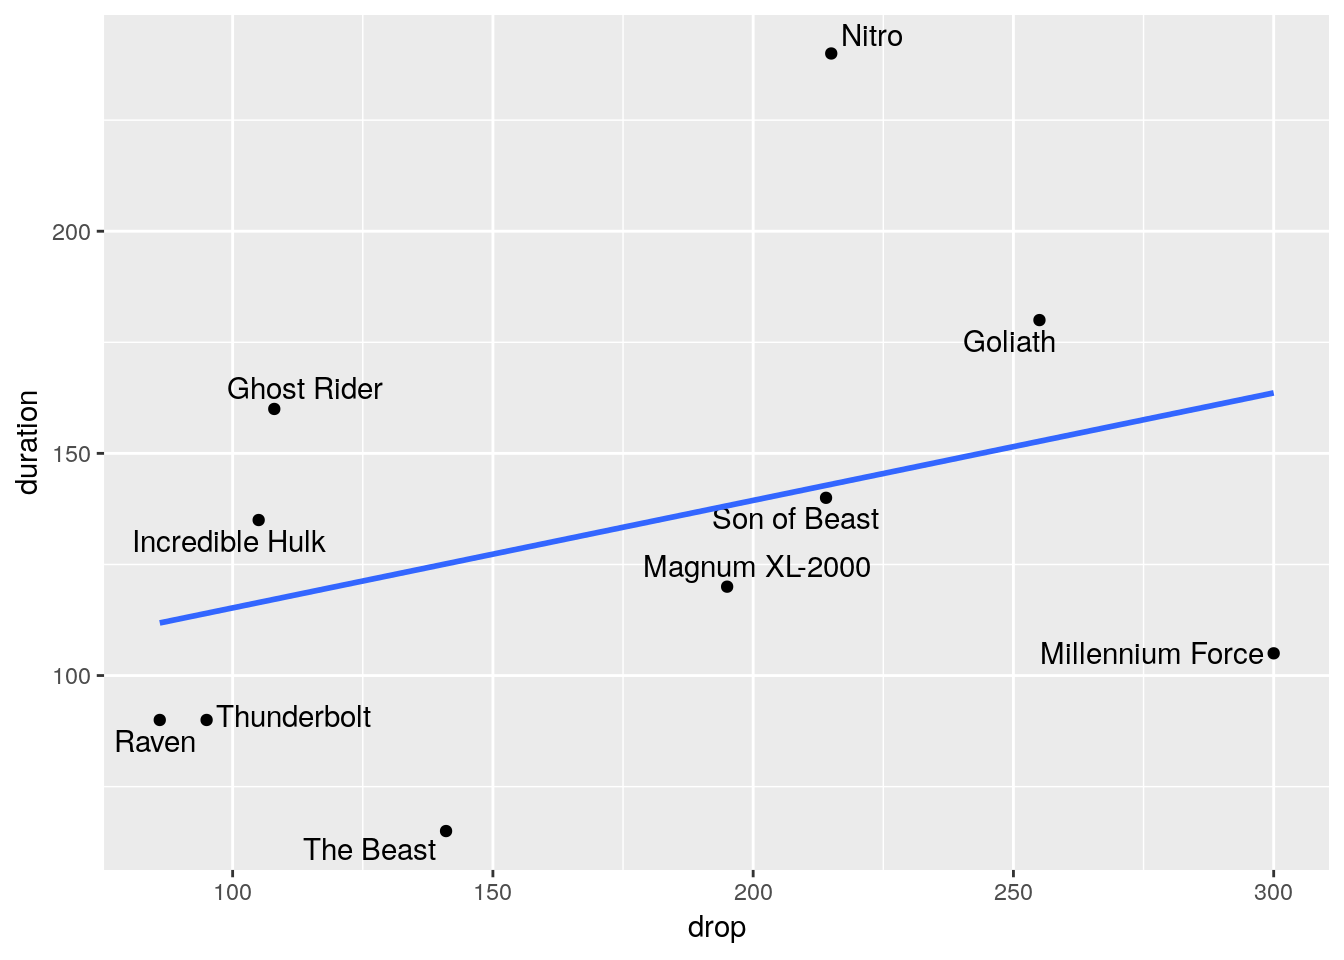 Nitro
200
Goliath
Ghost Rider
150
Son of Beast
Incredible Hulk
Magnum XL-2000
Millennium Force
100
Thunderbolt
Raven
The Beast
duration
100 150 200 250 300
drop